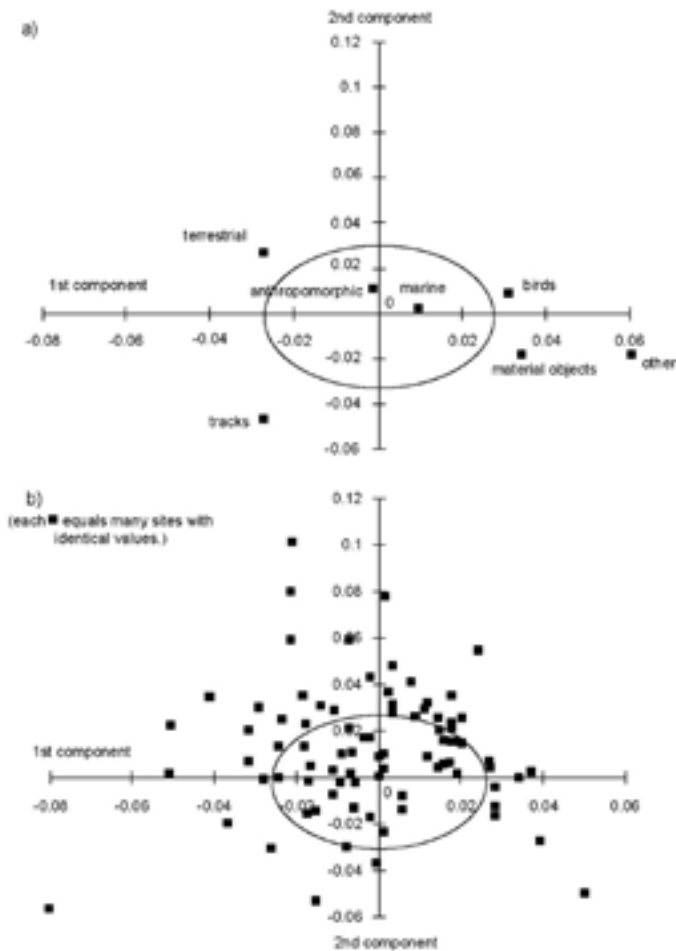 a)
2nd component
0.12
0.1
0.08
0.06
0.04
terrestrial
0.02
1st component
anthropomorphic
marine
birds
0
-0.08
-0.06
-0.04
-0.02
0.02
0.04
0.06
-0.02
material objects
other
-0.04
tracks
-0.06
b)
(each ■ equals many sites with
identical values.)
0.12
0.1
0.08
0.06
0.04
0.02
1st component
0
-0.08
-0.06
-0.04
-0.02
0.02
0.04
0.06
-0.02
-0.04
-0.06
2nd component